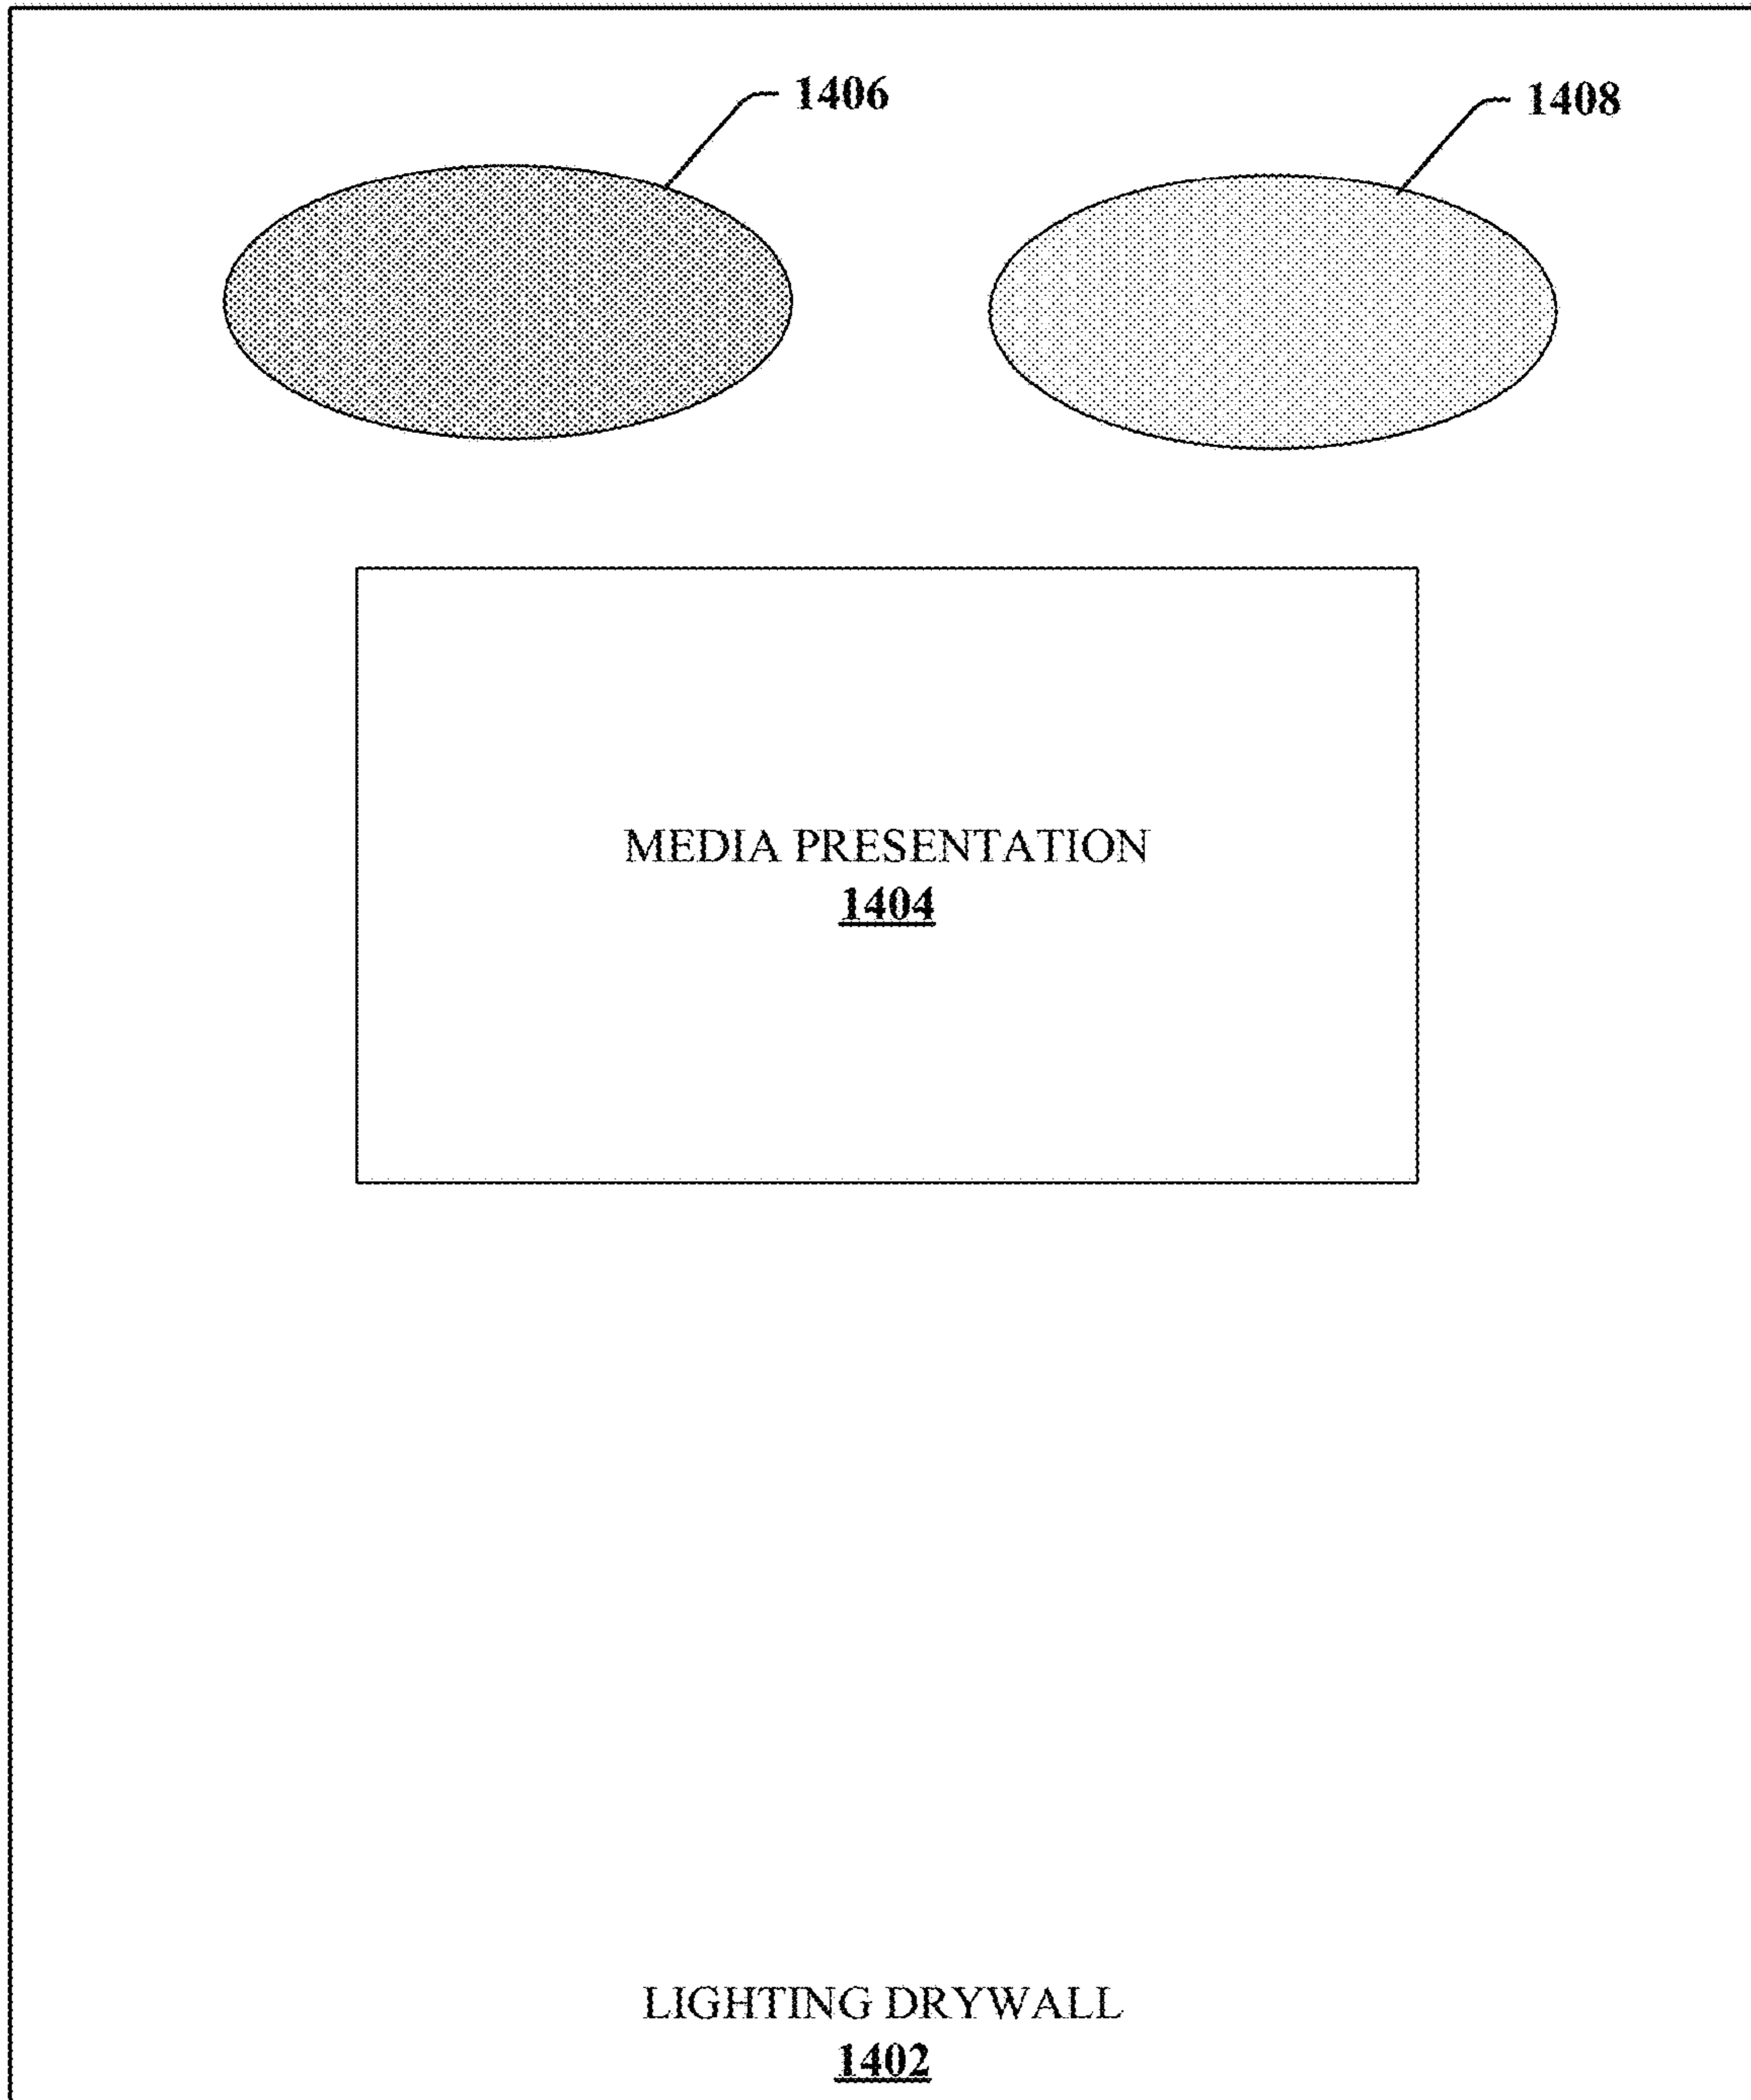 1406
1408
MEDIA PRESENTATION
1404
LIGHTING DRYWALL
1402